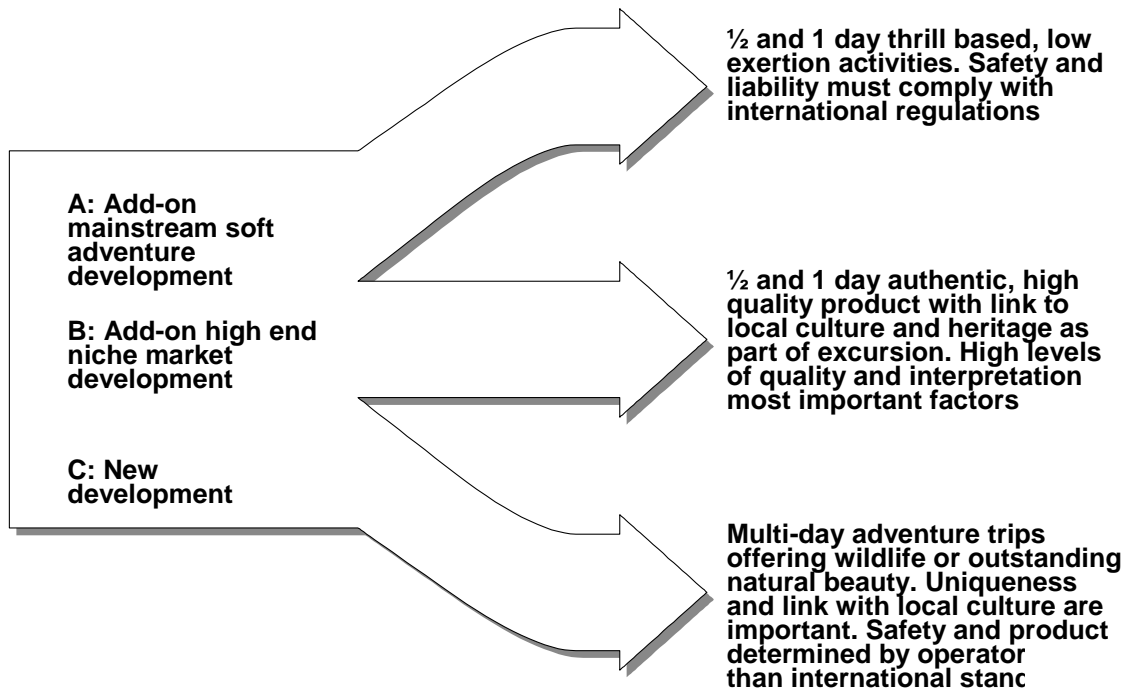 A: Add-on
mainstream soft
adventure
development
B: Add-on high end
niche market
development
C: New
development
½ and 1 day thrill based, low
exertion activities. Safety and
liability must comply with
international regulations
½ and 1 day authentic, high
quality product with link to
local culture and heritage as
part of excursion. High levels
of quality and interpretation
most important factors
Multi-day adventure trips
offering wildlife or outstanding
natural beauty. Uniqueness
and link with local culture are
important. Safety and product
determined by operator
than international